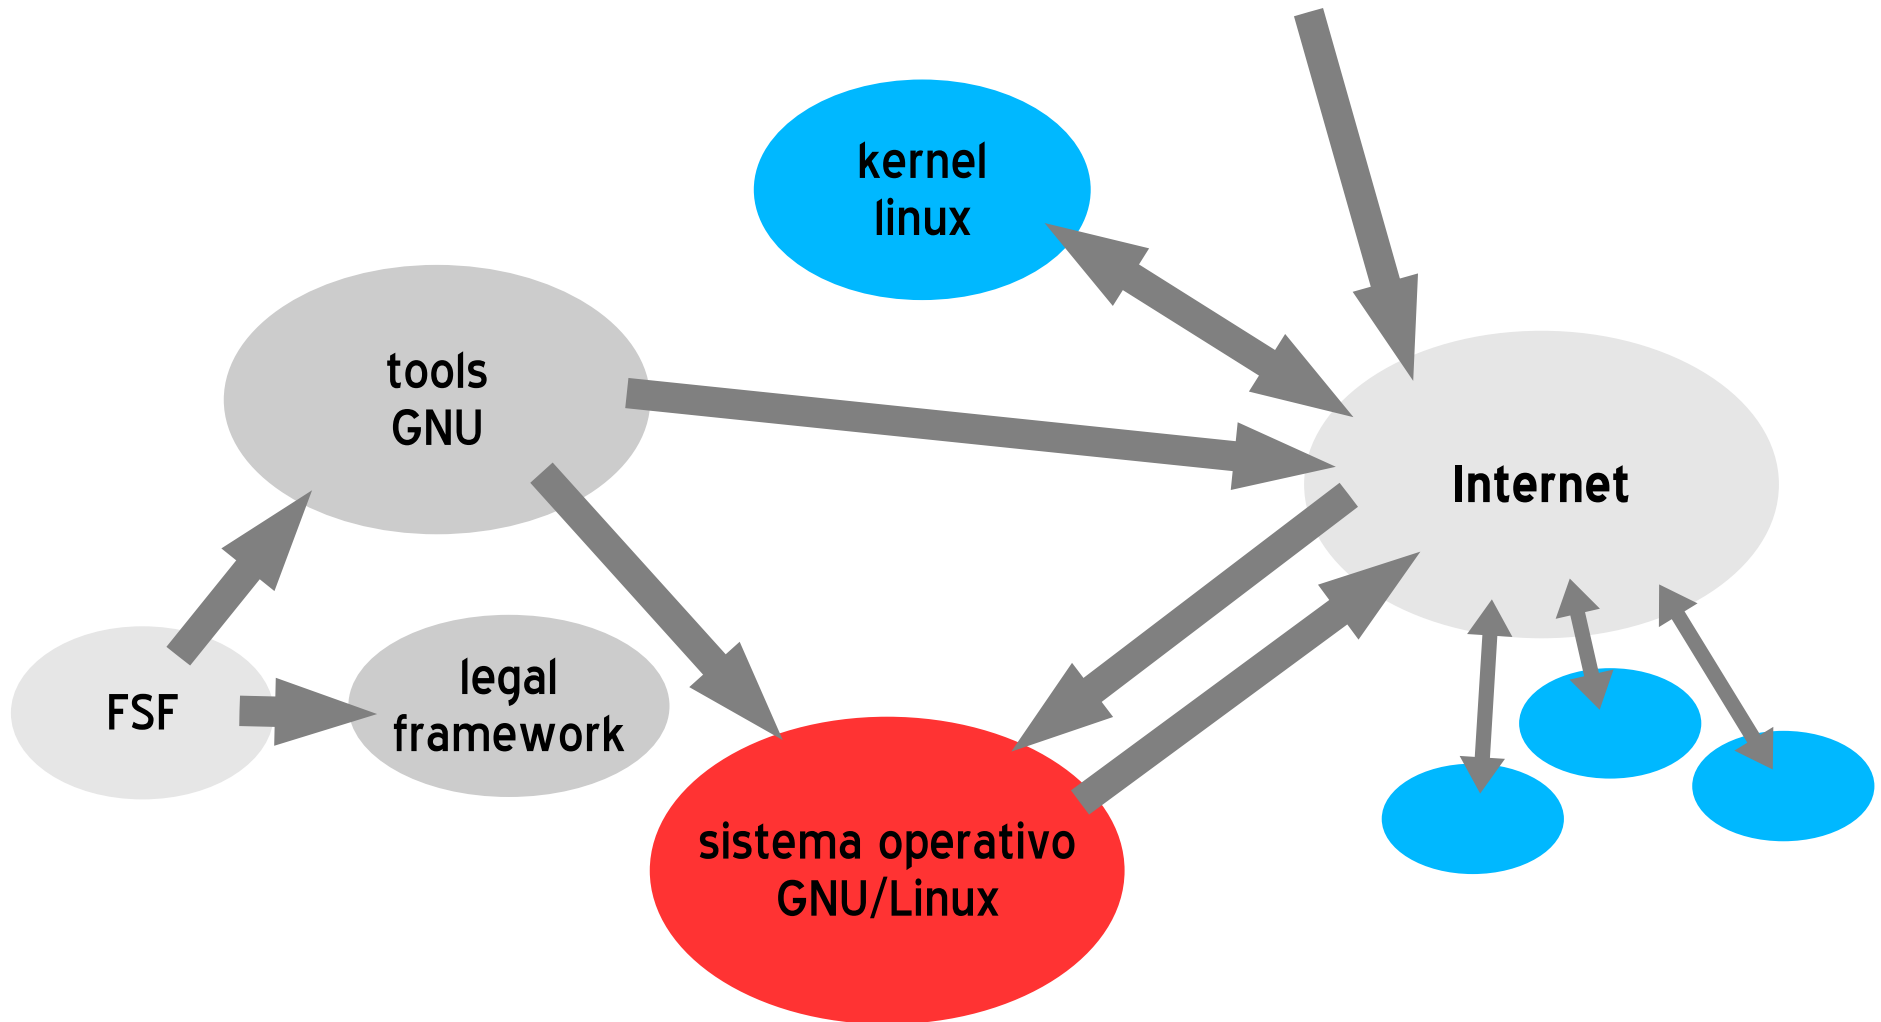 kernel
linux
tools
GNU
Internet
legal
framework
FSF
sistema operativo
GNU/Linux